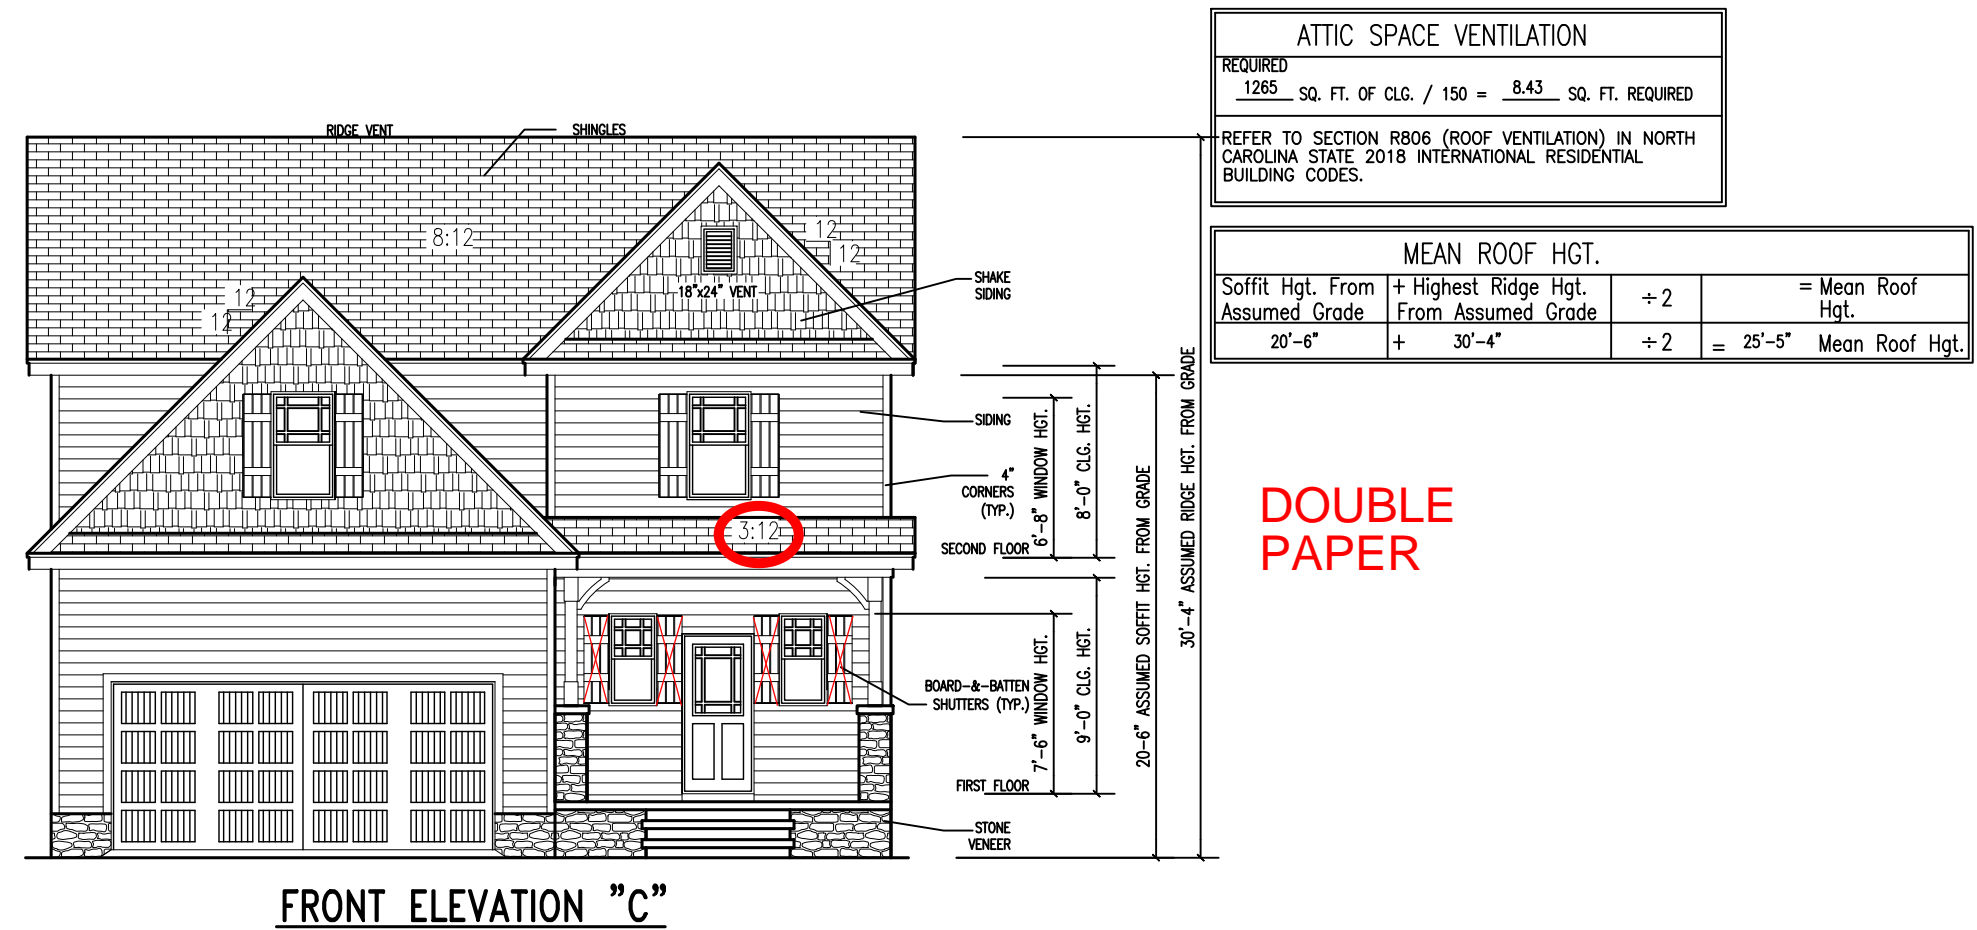 ATTIC SPACE VENTILATION
REQUIRED
1265 SQ. FT. OF CLG. / 150 = 8.43 SQ. FT. REQUIRED
REFER TO SECTION R806 (ROOF VENTILATION) IN NORTH
CAROLINA STATE 2018 INTERNATIONAL RESIDENTIAL
BUILDING CODES.
MEAN ROOF HGT.
Soffit Hgt. From
Assumed Grade
+ Highest Ridge Hgt.
From Assumed Grade
÷2
= Mean Roof
Hgt.
20'-6"
+ 30'-4"
÷2
= 25'-5" Mean Roof Hgt.
RIDGE VENT
SHINGLES
8:12
12
12
12
12
18"x24" VENT
SHAKE
SIDING
SIDING
4"
CORNERS
(TYP.)
3:12
SECOND FLOOR
6'-8" WINDOW HGT.
8'-0" CLG. HGT.
20-6" ASSUMED SOFFIT HGT. FROM GRADE
30'-4" ASSUMED RIDGE HGT. FROM GRADE
DOUBLE
PAPER
BOARD-&-BATTEN
SHUTTERS (TYP.)
7'-6" WINDOW HGT.
9'-0" CLG. HGT.
FIRST FLOOR
STONE
VENEER
FRONT ELEVATION "C"